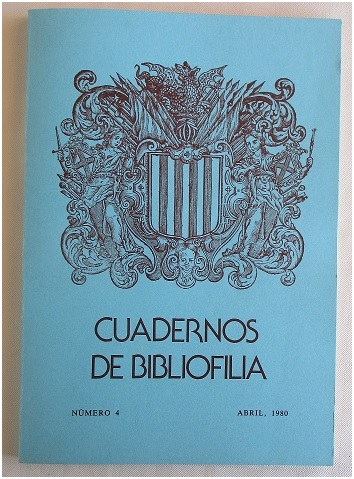 CUADERNOS
DE BIBLIOFILIA
NÚMERO 4 ABRIL, 1980